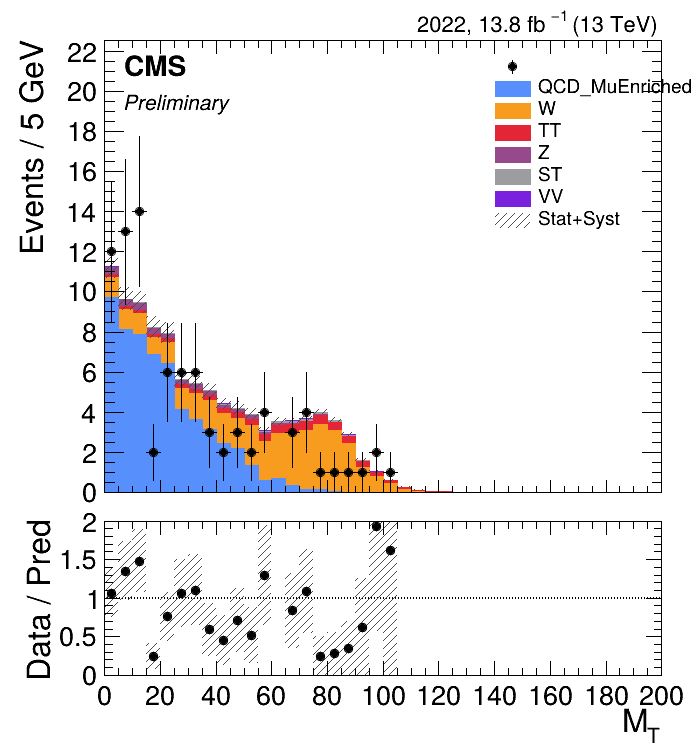 2022, 13.8 fb⁻¹ (13 TeV)
CMS
Preliminary
QCD_MuEnriched
W
TT
Z
ST
VV
Stat+Syst
Events / 5 GeV
22
20
18
16
14
12
10
8
6
4
2
0
Data / Pred
2
1.5
1
0.5
0
0 20 40 60 80 100 120 140 160 180 200
M_T